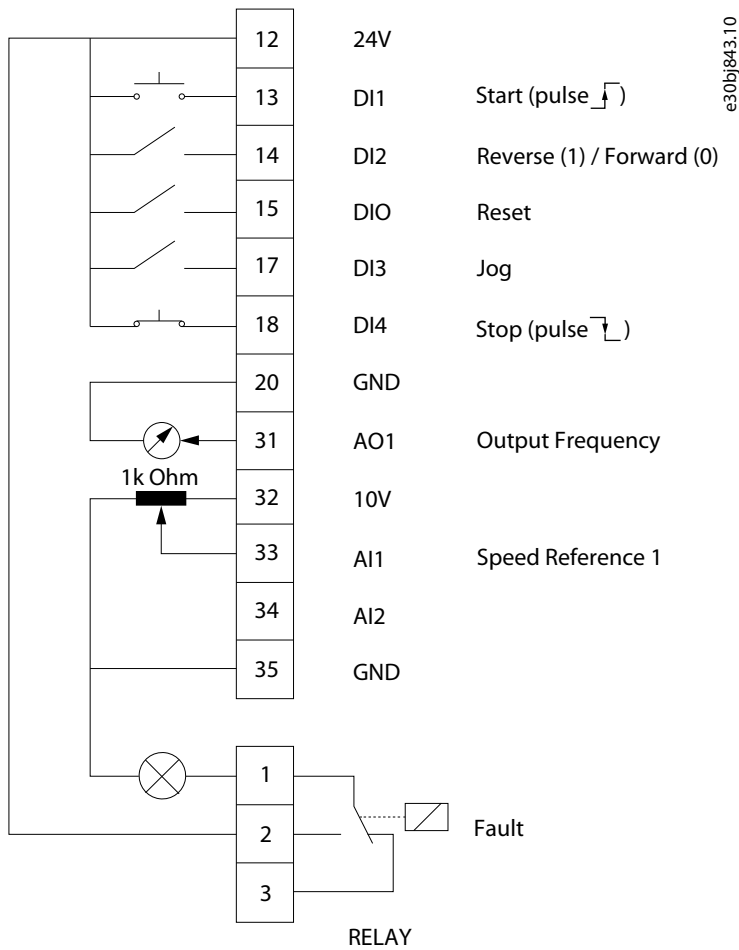 12 24V
e30bj843.10
13 DI1 Start (pulse )
14 DI2 Reverse (1) / Forward (0)
15 DIO Reset
17 DI3 Jog
18 DI4 Stop (pulse )
20 GND
31 AO1 Output Frequency
1k Ohm
32 10V
33 AI1 Speed Reference 1
34 AI2
35 GND
1
2 Fault
3
RELAY